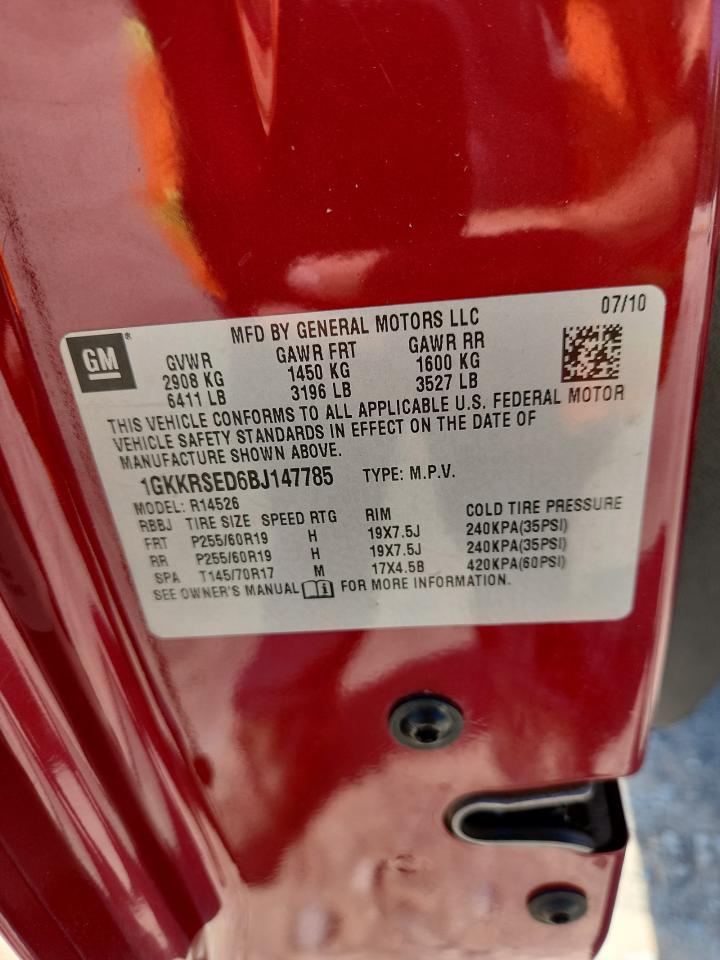 07/10
MFD BY GENERAL MOTORS LLC
GM®
GVWR GAWR FRT GAWR RR
2908 KG 1450 KG 1600 KG
6411 LB 3196 LB 3527 LB
THIS VEHICLE CONFORMS TO ALL APPLICABLE U.S. FEDERAL MOTOR
VEHICLE SAFETY STANDARDS IN EFFECT ON THE DATE OF
MANUFACTURE SHOWN ABOVE.
1GKKRSED6BJ147785 TYPE: M.P.V.
MODEL: R14526
RBBJ TIRE SIZE SPEED RTG RIM COLD TIRE PRESSURE
FRT P255/60R19 H 19X7.5J 240KPA(35PSI)
RR P255/60R19 H 19X7.5J 240KPA(35PSI)
SPA T145/70R17 M 17X4.5B 420KPA(60PSI)
SEE OWNER'S MANUAL FOR MORE INFORMATION.